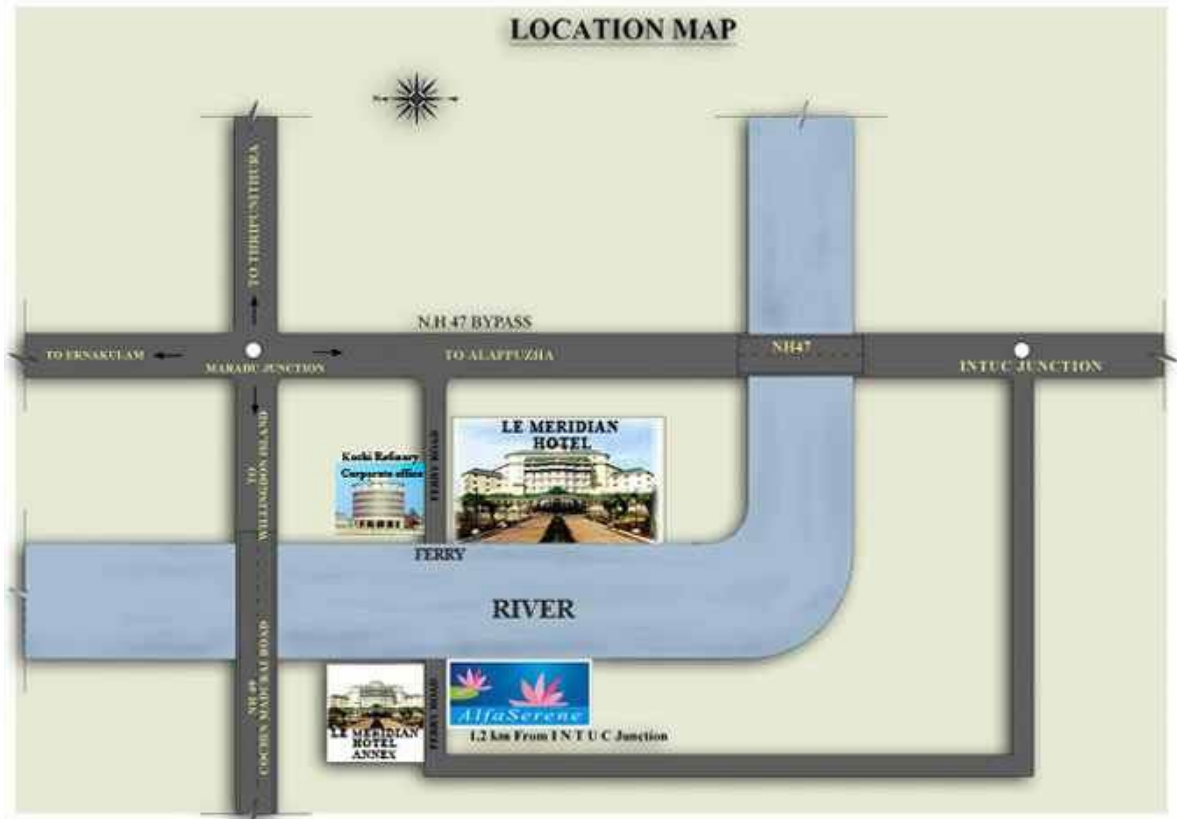 LOCATION MAP
N
TO THRIPUNITHURA
N.H 47 BYPASS
TO ERNAKULAM
MARADU JUNCTION
TO ALAPPUZHA
NH47
INTUC JUNCTION
TO
WILLINGDON ISLAND
Kochi Refinary
Corporate office
FERRY ROAD
LE MERIDIAN
HOTEL
FERRY
RIVER
NH 49
COCHIN MADURAI ROAD
LE MERIDIAN
HOTEL
ANNEX
FERRY ROAD
AlfaSerene
1.2 km From I N T U C Junction